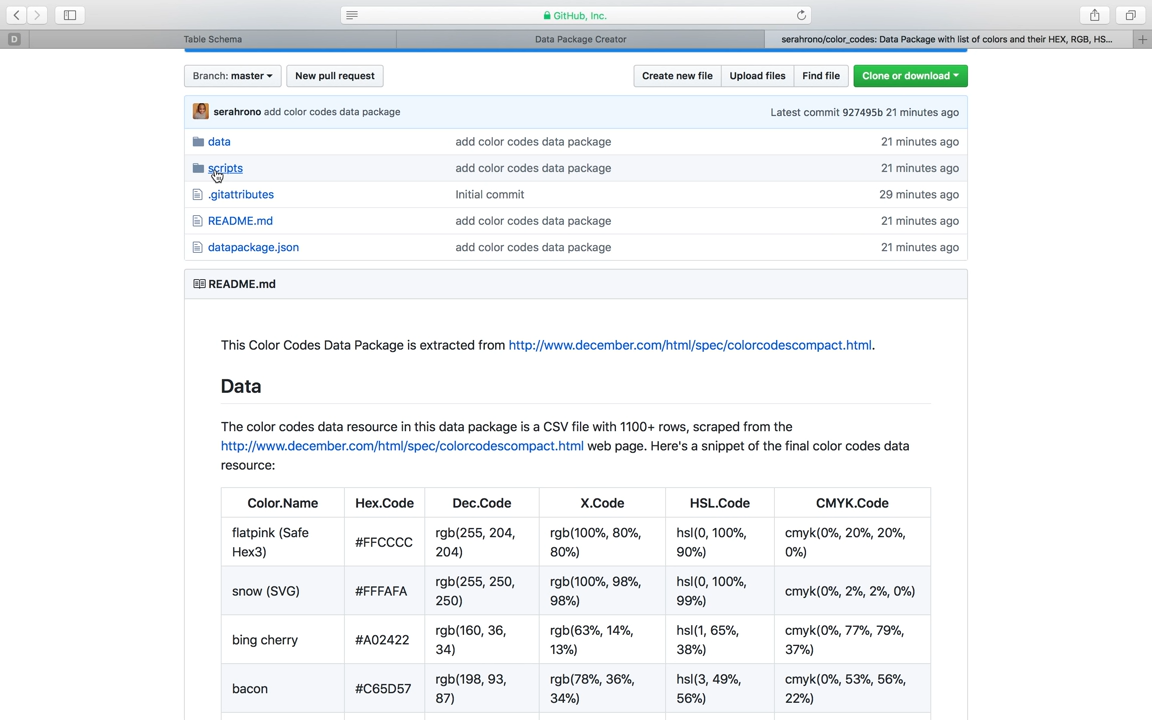 GitHub, Inc.
D
Table Schema
Data Package Creator
serahrono/color_codes: Data Package with list of colors and their HEX, RGB, HS...
Branch: master
New pull request
Create new file
Upload files
Find file
Clone or download
serahrono add color codes data package
Latest commit 927495b 21 minutes ago
data add color codes data package 21 minutes ago
scripts add color codes data package 21 minutes ago
.gitattributes Initial commit 29 minutes ago
README.md add color codes data package 21 minutes ago
datapackage.json add color codes data package 21 minutes ago
README.md
This Color Codes Data Package is extracted from http://www.december.com/html/spec/colorcodescompact.html.
Data
The color codes data resource in this data package is a CSV file with 1100+ rows, scraped from the
http://www.december.com/html/spec/colorcodescompact.html web page. Here's a snippet of the final color codes data
resource:
Color.Name Hex.Code Dec.Code X.Code HSL.Code CMYK.Code
flatpink (Safe Hex3) #FFCCCC rgb(255, 204, 204) rgb(100%, 80%, 80%) hsl(0, 100%, 90%) cmyk(0%, 20%, 20%, 0%)
snow (SVG) #FFFAFA rgb(255, 250, 250) rgb(100%, 98%, 98%) hsl(0, 100%, 99%) cmyk(0%, 2%, 2%, 0%)
bing cherry #A02422 rgb(160, 36, 34) rgb(63%, 14%, 13%) hsl(1, 65%, 38%) cmyk(0%, 77%, 79%, 37%)
bacon #C65D57 rgb(198, 93, 87) rgb(78%, 36%, 34%) hsl(3, 49%, 56%) cmyk(0%, 53%, 56%, 22%)